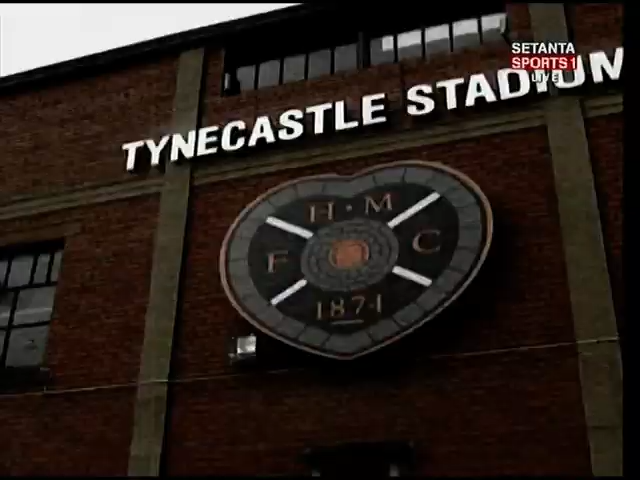 SETANTA
SPORTS 1
LIVE
TYNECASTLE STADIUM
H · M
F C
1874